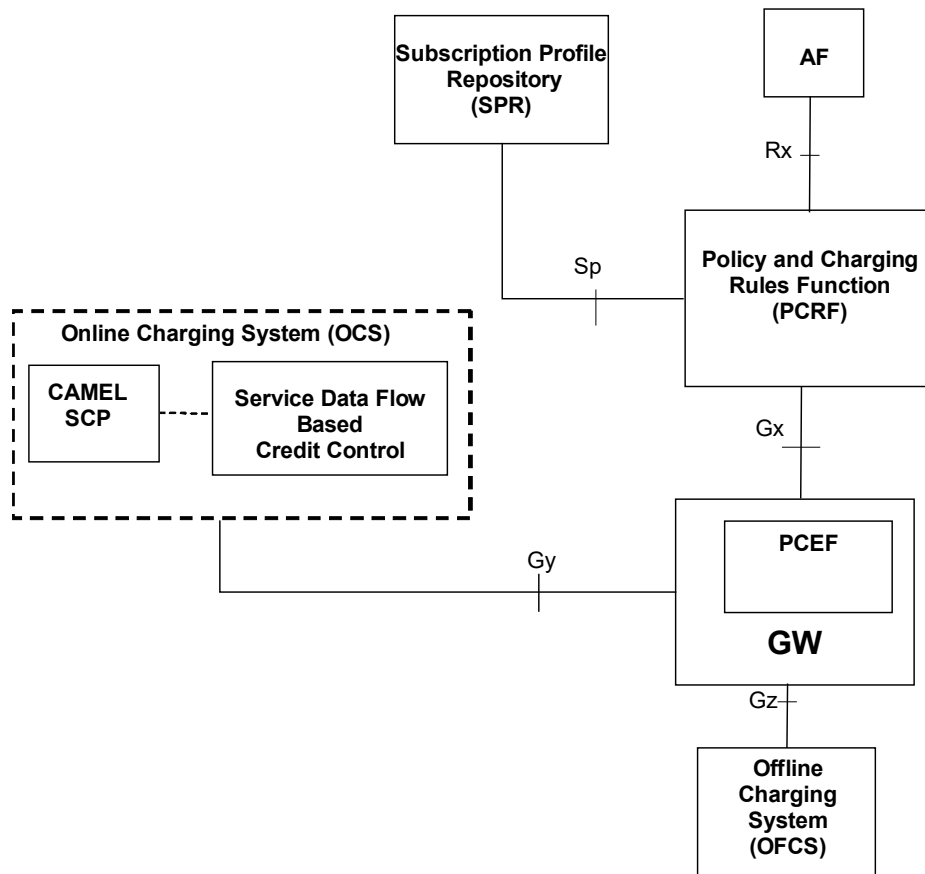 Subscription Profile
Repository
(SPR)
AF
Rx
Sp
Policy and Charging
Rules Function
(PCRF)
Online Charging System (OCS)
CAMEL
SCP
Service Data Flow
Based
Credit Control
Gx
PCEF
Gy
GW
Gz
Offline
Charging
System
(OFCS)